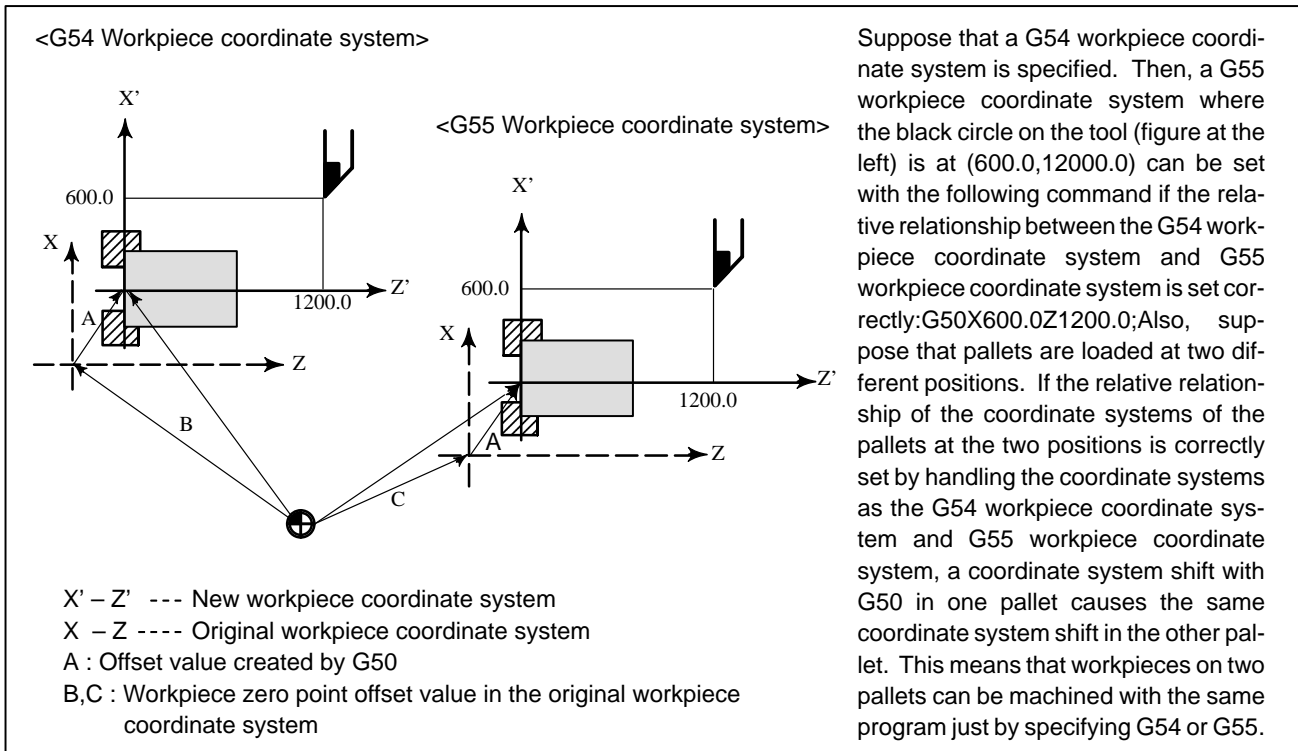 <G54 Workpiece coordinate system>
X’
<G55 Workpiece coordinate system>
X’
600.0
X
Z’
1200.0
600.0
A
X
Z
Z’
1200.0
B
A
Z
C
X’ – Z’ --- New workpiece coordinate system
X – Z ---- Original workpiece coordinate system
A : Offset value created by G50
B,C : Workpiece zero point offset value in the original workpiece
coordinate system
Suppose that a G54 workpiece coordi-
nate system is specified. Then, a G55
workpiece coordinate system where
the black circle on the tool (figure at the
left) is at (600.0,12000.0) can be set
with the following command if the rela-
tive relationship between the G54 work-
piece coordinate system and G55
workpiece coordinate system is set cor-
rectly:G50X600.0Z1200.0;Also, sup-
pose that pallets are loaded at two dif-
ferent positions. If the relative relation-
ship of the coordinate systems of the
pallets at the two positions is correctly
set by handling the coordinate systems
as the G54 workpiece coordinate sys-
tem and G55 workpiece coordinate
system, a coordinate system shift with
G50 in one pallet causes the same
coordinate system shift in the other pal-
let. This means that workpieces on two
pallets can be machined with the same
program just by specifying G54 or G55.